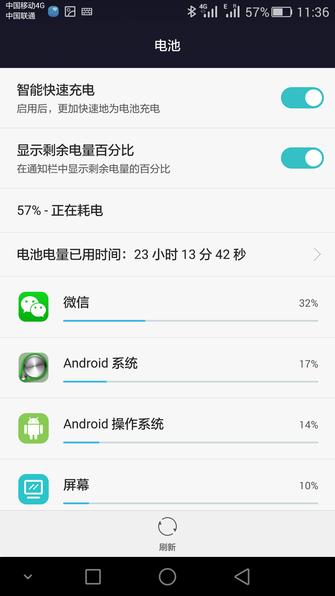 中国移动4G
中国联通
4G E H 57% 11:36
电池
智能快速充电
启用后，更加快速地为电池充电
显示剩余电量百分比
在通知栏中显示剩余电量的百分比
57% - 正在耗电
电池电量已用时间：23 小时 13 分 42 秒
微信 32%
Android 系统 17%
Android 操作系统 14%
屏幕 10%
刷新